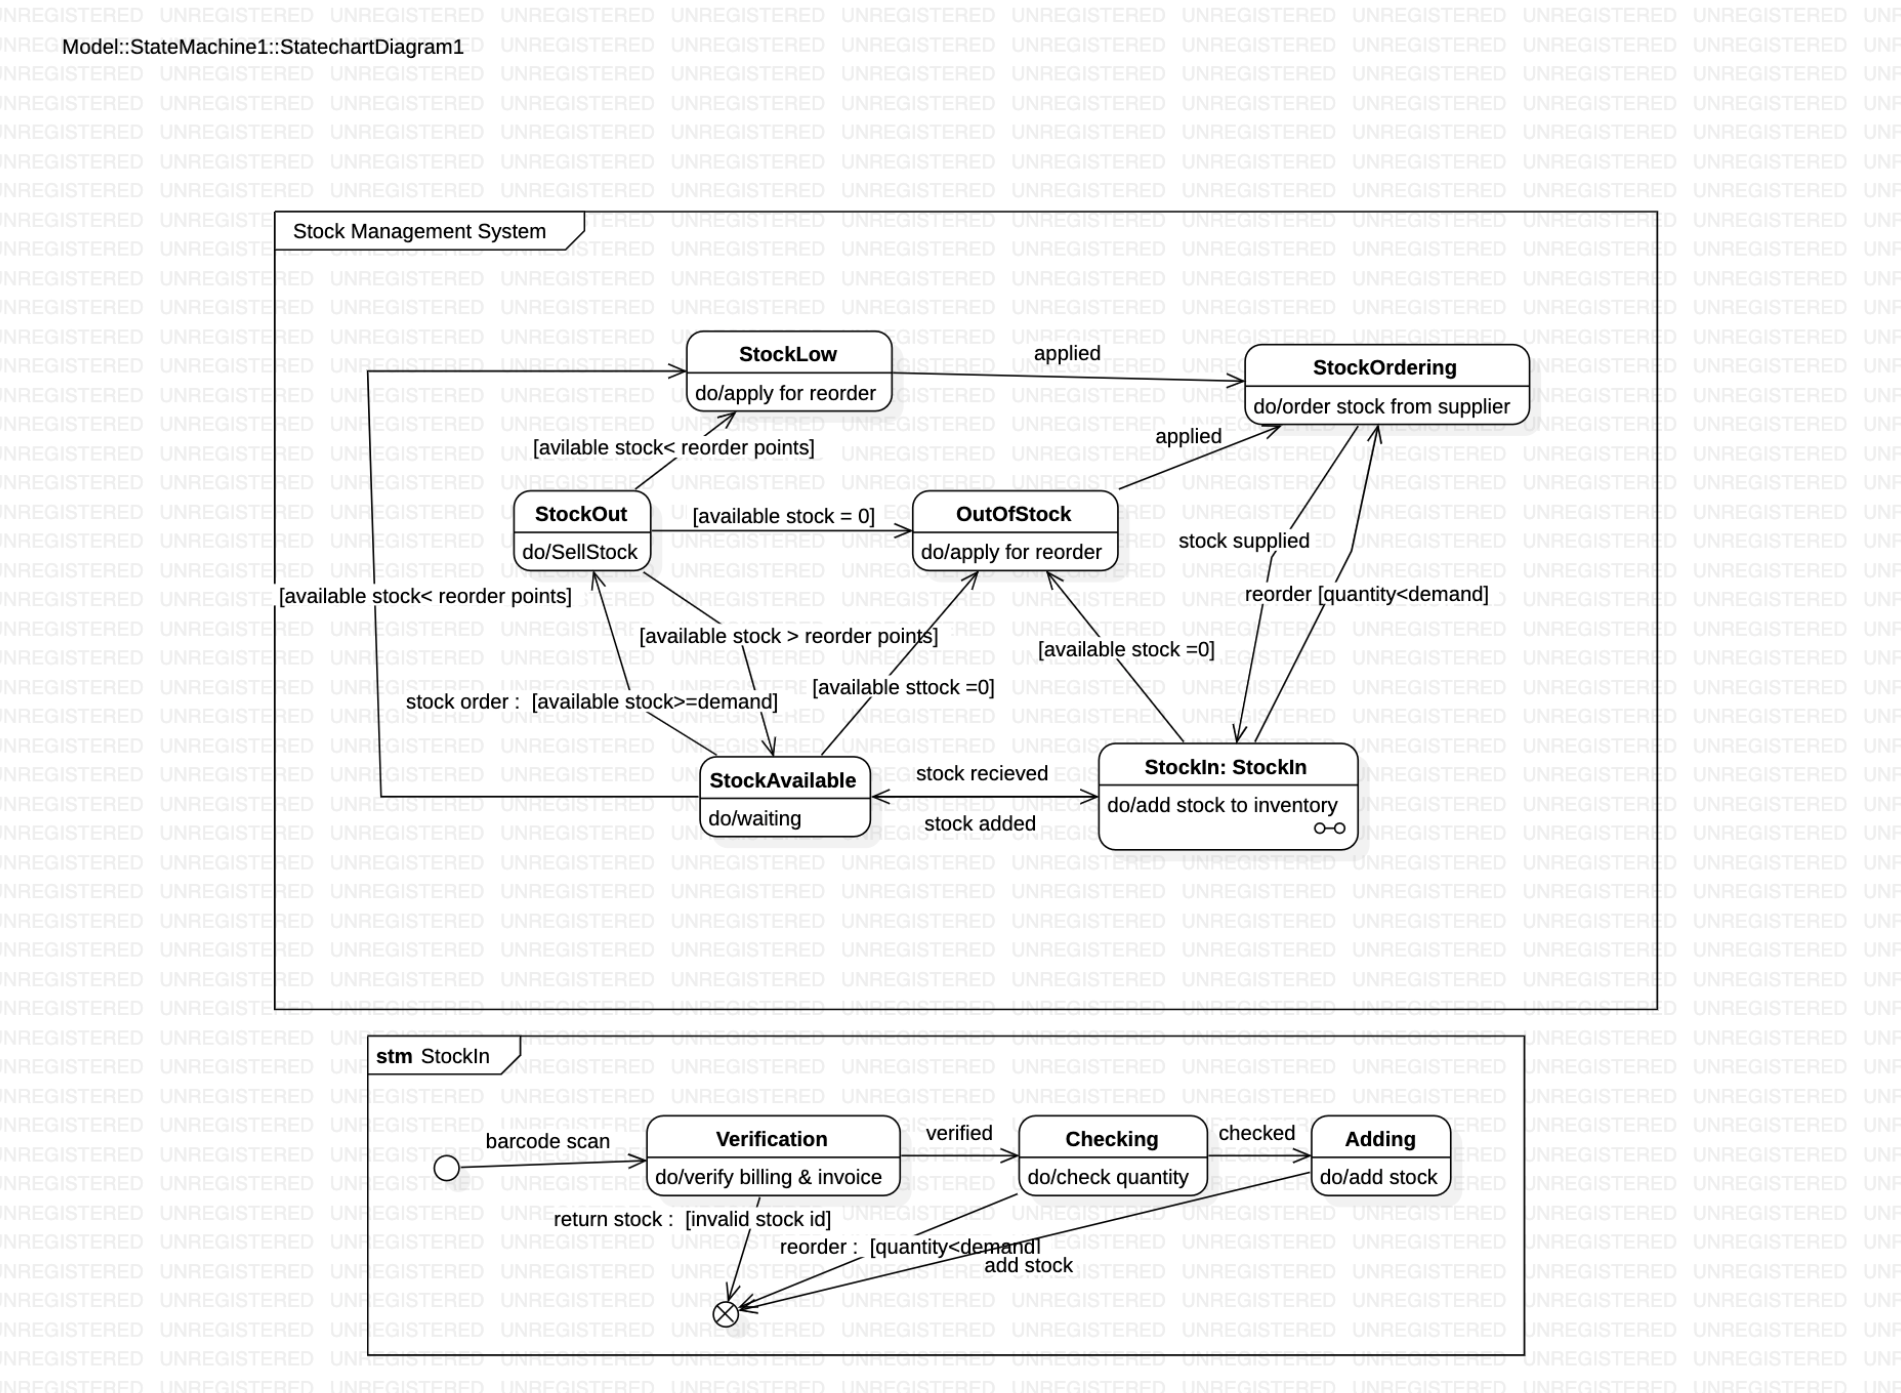 Model::StateMachine1::StatechartDiagram1
Stock Management System
StockLow
do/apply for reorder
applied
StockOrdering
do/order stock from supplier
[avilable stock< reorder points]
applied
StockOut
do/SellStock
[available stock = 0]
OutOfStock
do/apply for reorder
stock supplied
[available stock< reorder points]
reorder [quantity<demand]
[available stock > reorder points]
[available stock =0]
[available sttock =0]
stock order :  [available stock>=demand]
StockAvailable
do/waiting
stock recieved
stock added
StockIn: StockIn
do/add stock to inventory
stm StockIn
barcode scan
Verification
do/verify billing & invoice
verified
Checking
do/check quantity
checked
Adding
do/add stock
return stock :  [invalid stock id]
reorder :  [quantity<demand]
add stock
UNREGISTERED